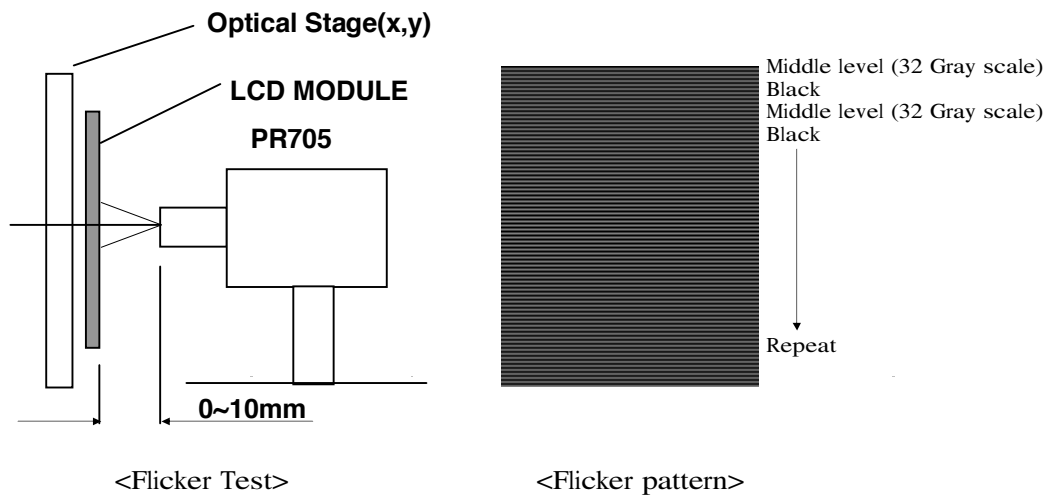 Optical Stage(x,y)
LCD MODULE
PR705
0~10mm
<Flicker Test>
Middle level (32 Gray scale)
Black
Middle level (32 Gray scale)
Black
Repeat
<Flicker pattern>